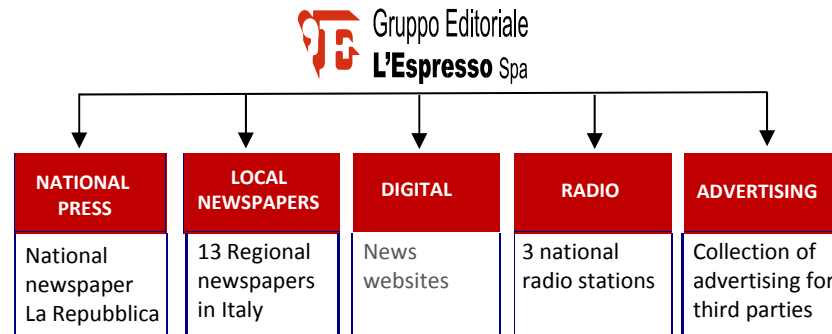 Gruppo Editoriale
L'Espresso Spa
NATIONAL
PRESS
LOCAL
NEWSPAPERS
DIGITAL
RADIO
ADVERTISING
National
newspaper
La Repubblica
13 Regional
newspapers
in Italy
News
websites
3 national
radio stations
Collection of
advertising for
third parties